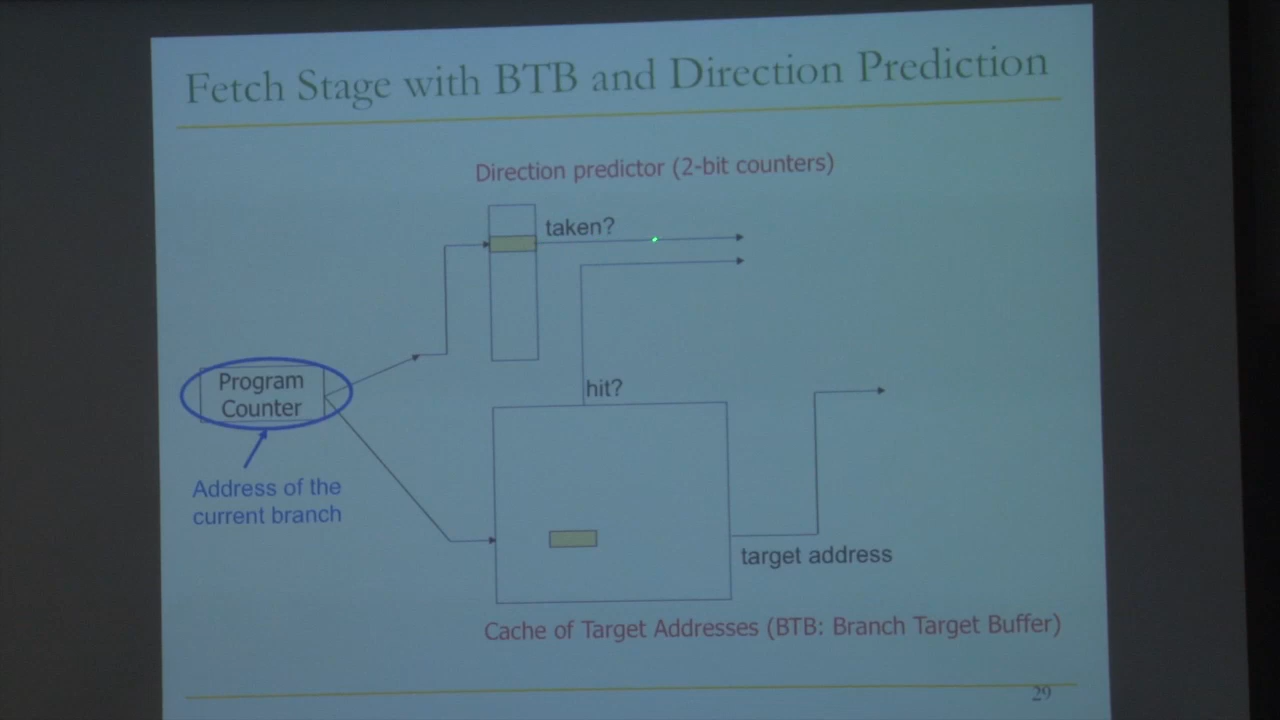 Fetch Stage with BTB and Direction Prediction
Direction predictor (2-bit counters)
taken?
hit?
Program
Counter
Address of the
current branch
target address
Cache of Target Addresses (BTB: Branch Target Buffer)
29